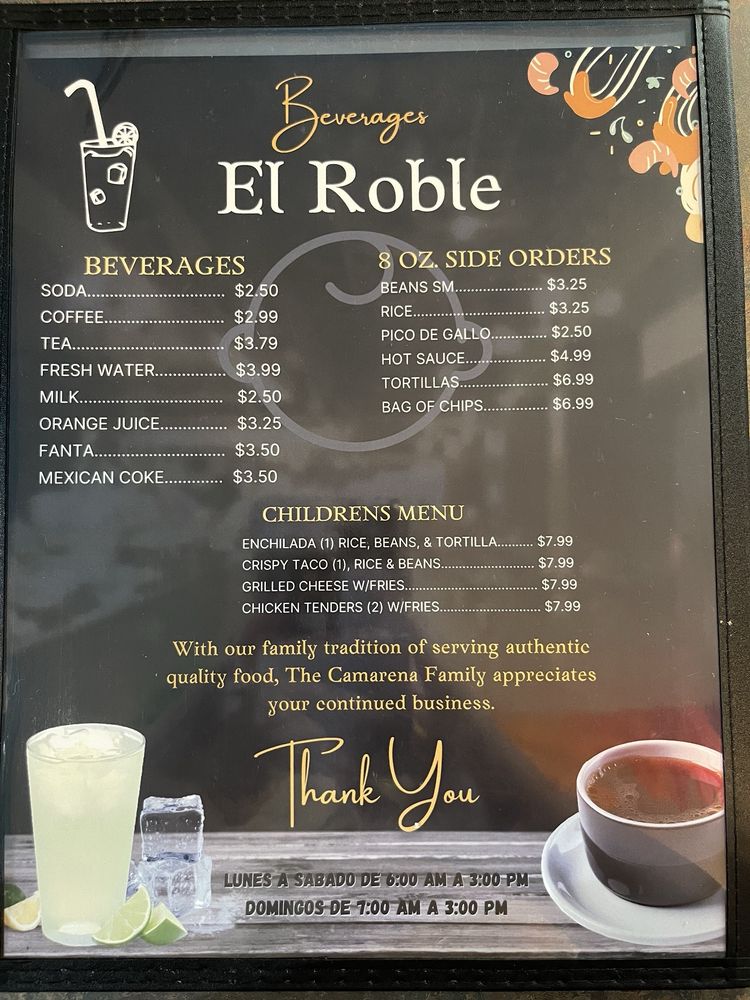 Beverages
El Roble
BEVERAGES
SODA............................. $2.50
COFFEE......................... $2.99
TEA................................ $3.79
FRESH WATER.............. $3.99
MILK.............................. $2.50
ORANGE JUICE............. $3.25
FANTA........................... $3.50
MEXICAN COKE............ $3.50
8 OZ. SIDE ORDERS
BEANS SM.................... $3.25
RICE.............................. $3.25
PICO DE GALLO............ $2.50
HOT SAUCE.................. $4.99
TORTILLAS.................... $6.99
BAG OF CHIPS............... $6.99
CHILDRENS MENU
ENCHILADA (1) RICE, BEANS, & TORTILLA.......... $7.99
CRISPY TACO (1), RICE & BEANS.......................... $7.99
GRILLED CHEESE W/FRIES..................................... $7.99
CHICKEN TENDERS (2) W/FRIES............................ $7.99
With our family tradition of serving authentic
quality food, The Camarena Family appreciates
your continued business.
Thank You
LUNES A SABADO DE 6:00 AM A 3:00 PM
DOMINGOS DE 7:00 AM A 3:00 PM